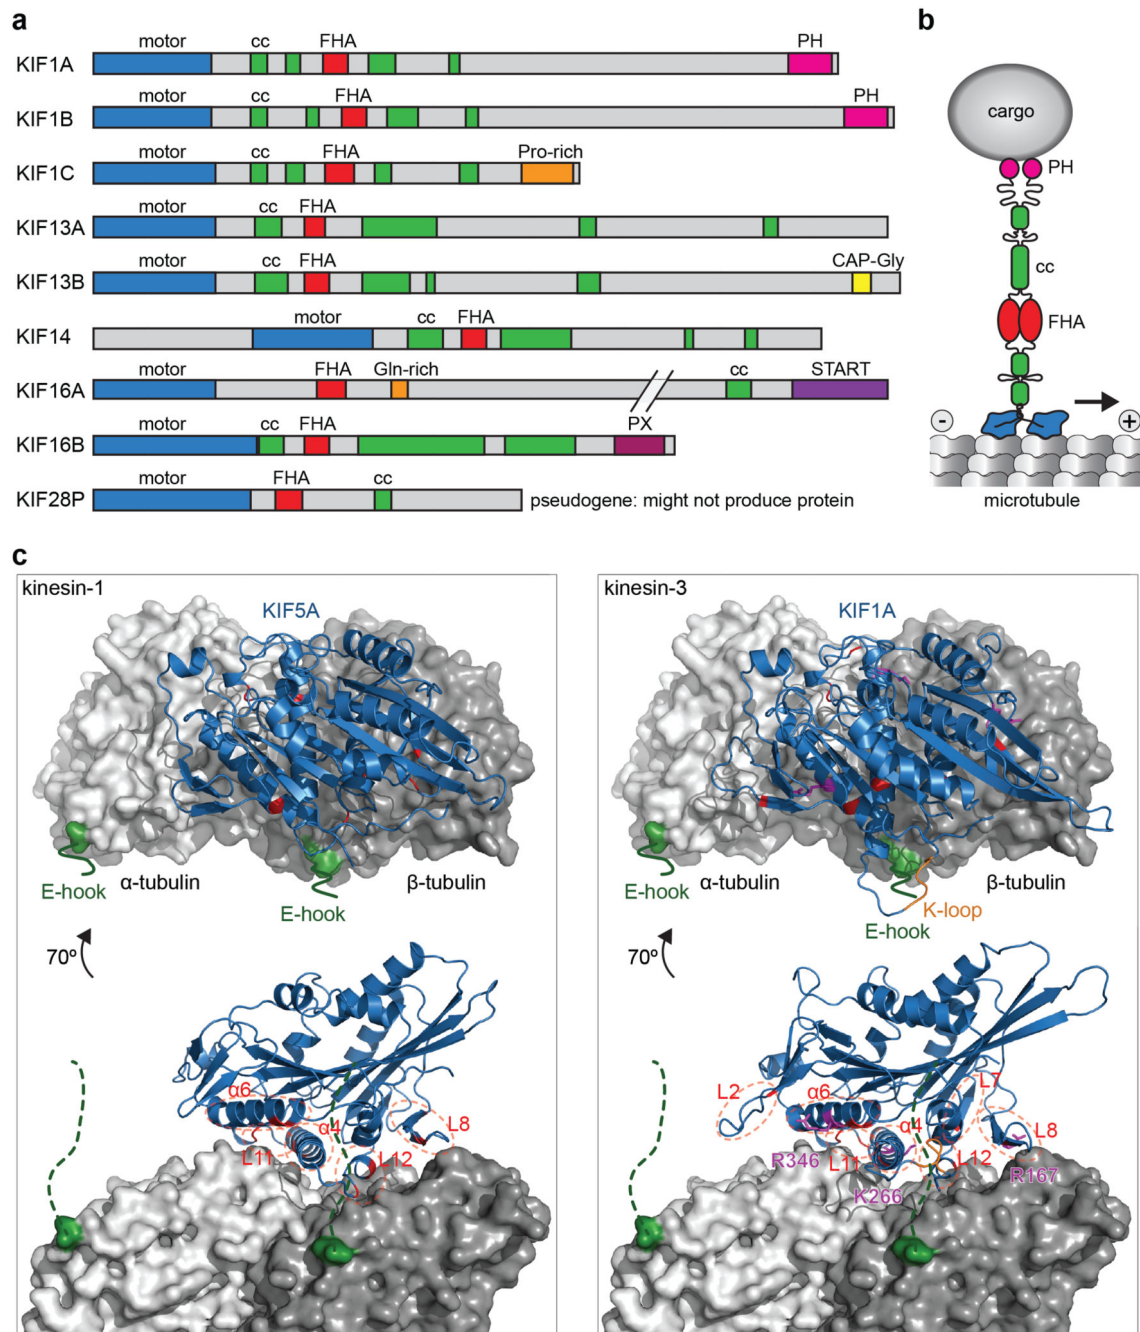 a
b
motor cc FHA PH
KIF1A
motor cc FHA PH
KIF1B
motor cc FHA Pro-rich
KIF1C
motor cc FHA
KIF13A
motor cc FHA CAP-Gly
KIF13B
motor cc FHA
KIF14
motor FHA Gln-rich cc START
KIF16A
motor cc FHA PX
KIF16B
motor FHA cc
KIF28P
pseudogene: might not produce protein
cargo
PH
cc
FHA
- +
microtubule
c
kinesin-1
KIF5A
α-tubulin
β-tubulin
E-hook
E-hook
70º
α6
α4
L8
L11
L12
kinesin-3
KIF1A
α-tubulin
β-tubulin
E-hook
K-loop
E-hook
70º
L2
α6
L7
α4
L8
R346
L11
L12
R167
K266